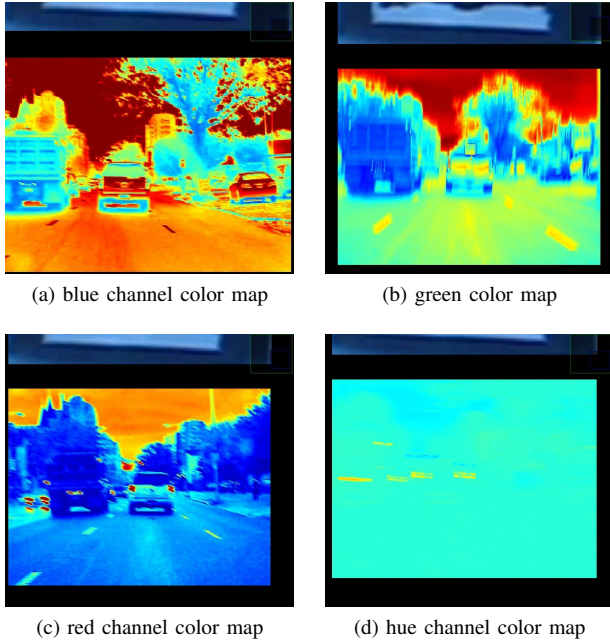 (a) blue channel color map
(b) green color map
(c) red channel color map
(d) hue channel color map